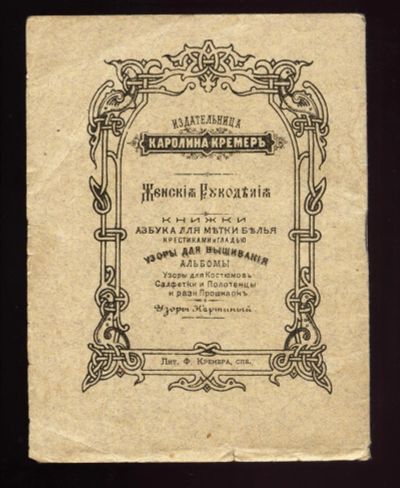 ИЗДАТЕЛЬНИЦА
КАРОЛИНА КРЕМЕРЪ
Женскія Рукодѣлія
КНИЖКИ
АЗБУКА ДЛЯ МѢТКИ БѢЛЬЯ
КРЕСТИКАМИ и ГЛАДЬЮ
УЗОРЫ ДЛЯ ВЫШИВАНІЯ
АЛЬБОМЫ
Узоры для Костюмовъ
Салфетки и Полотенцы
и разн Прошивокъ
Узоры Картиный
Лит. Ф. Кремера, спб.